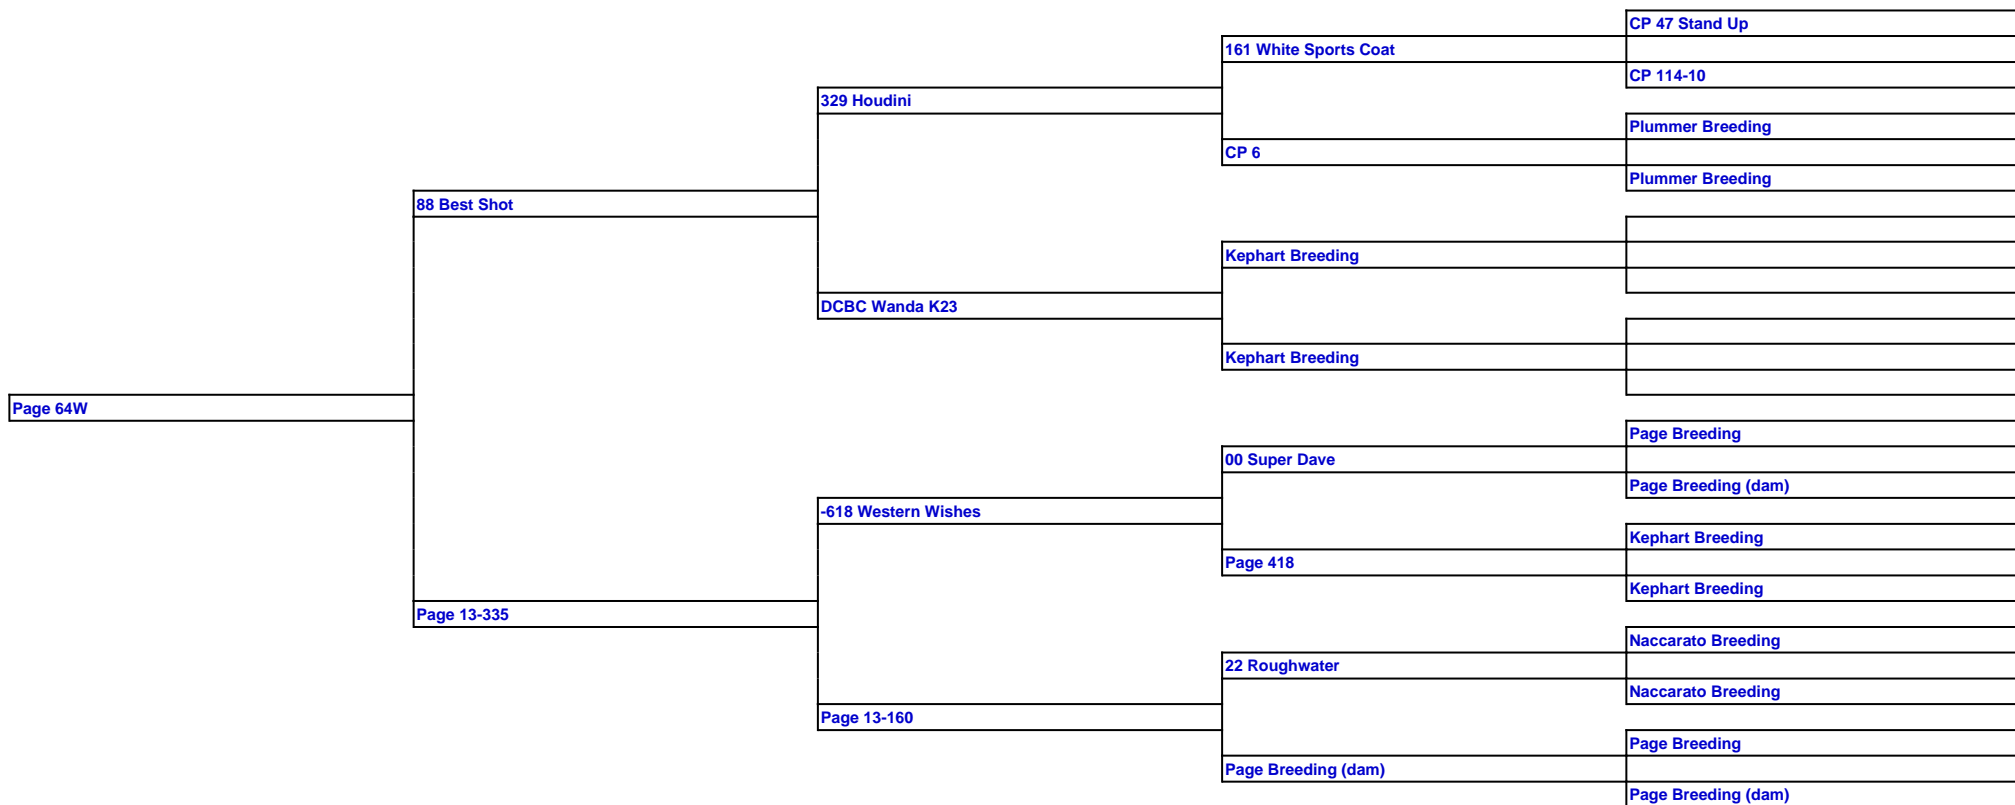 CP 47 Stand Up
161 White Sports Coat
CP 114-10
329 Houdini
Plummer Breeding
CP 6
Plummer Breeding
88 Best Shot
Kephart Breeding
DCBC Wanda K23
Kephart Breeding
Page 64W
Page Breeding
00 Super Dave
Page Breeding (dam)
-618 Western Wishes
Kephart Breeding
Page 418
Kephart Breeding
Page 13-335
Naccarato Breeding
22 Roughwater
Naccarato Breeding
Page 13-160
Page Breeding
Page Breeding (dam)
Page Breeding (dam)